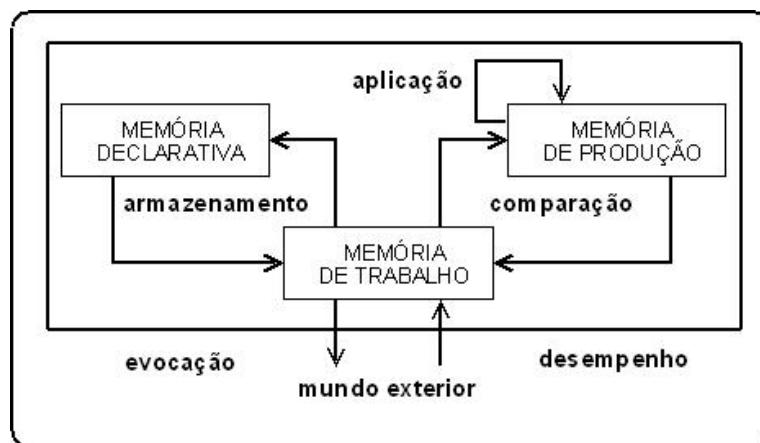 aplicação
MEMÓRIA
DECLARATIVA
MEMÓRIA
DE PRODUÇÃO
armazenamento
comparação
MEMÓRIA
DE TRABALHO
evocação
desempenho
mundo exterior